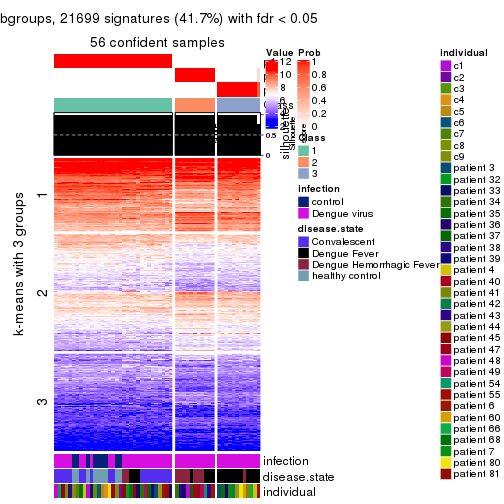 bgroups, 21699 signatures (41.7%) with fdr < 0.05
56 confident samples
k-means with 3 groups
1
2
3
silhouette
0.5
0
Value
12
10
8
6
Prob
1
0.8
0.6
0.4
0.2
0
Class
1
2
3
infection
control
Dengue virus
disease.state
Convalescent
Dengue Fever
Dengue Hemorrhagic Fever
healthy control
infection
disease.state
individual
individual
c1
c2
c3
c4
c5
c6
c7
c8
c9
patient 3
patient 32
patient 33
patient 34
patient 35
patient 36
patient 37
patient 38
patient 39
patient 4
patient 40
patient 41
patient 42
patient 43
patient 44
patient 45
patient 47
patient 48
patient 49
patient 54
patient 55
patient 6
patient 60
patient 66
patient 68
patient 7
patient 80
patient 81